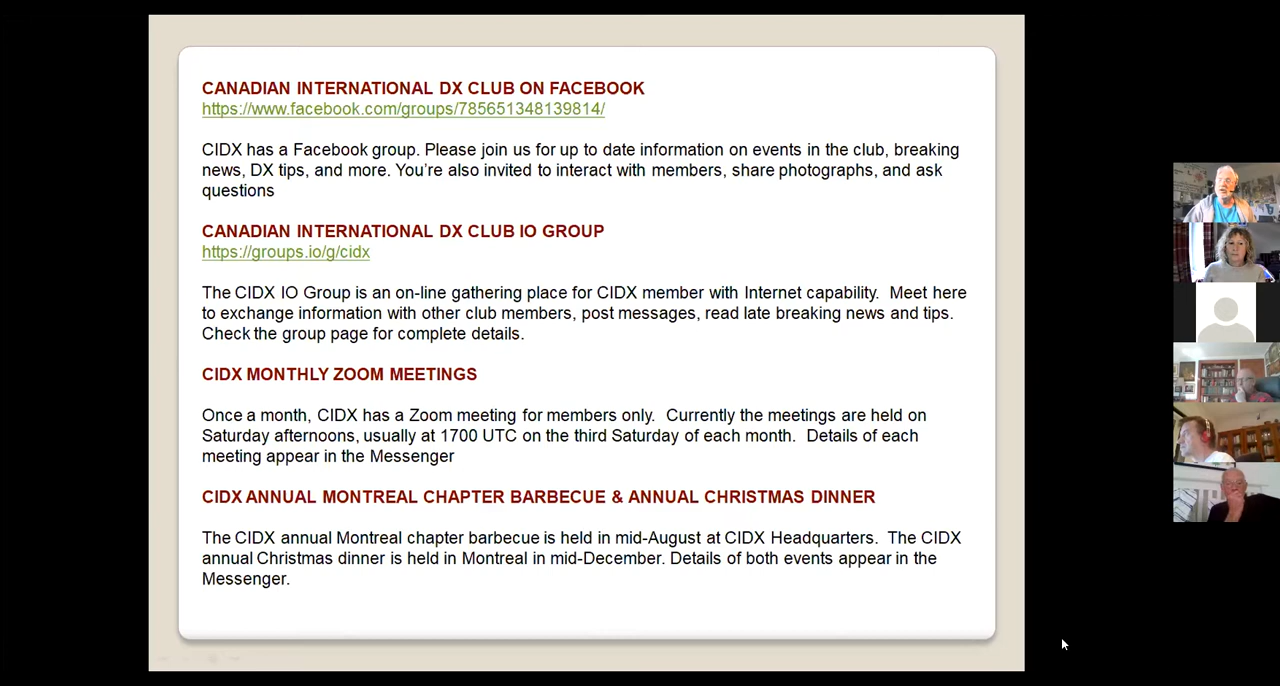 CANADIAN INTERNATIONAL DX CLUB ON FACEBOOK
https://www.facebook.com/groups/785651348139814/
CIDX has a Facebook group. Please join us for up to date information on events in the club, breaking
news, DX tips, and more. You’re also invited to interact with members, share photographs, and ask
questions
CANADIAN INTERNATIONAL DX CLUB IO GROUP
https://groups.io/g/cidx
The CIDX IO Group is an on-line gathering place for CIDX member with Internet capability.  Meet here
to exchange information with other club members, post messages, read late breaking news and tips.
Check the group page for complete details.
CIDX MONTHLY ZOOM MEETINGS
Once a month, CIDX has a Zoom meeting for members only.  Currently the meetings are held on
Saturday afternoons, usually at 1700 UTC on the third Saturday of each month.  Details of each
meeting appear in the Messenger
CIDX ANNUAL MONTREAL CHAPTER BARBECUE & ANNUAL CHRISTMAS DINNER
The CIDX annual Montreal chapter barbecue is held in mid-August at CIDX Headquarters.  The CIDX
annual Christmas dinner is held in Montreal in mid-December. Details of both events appear in the
Messenger.